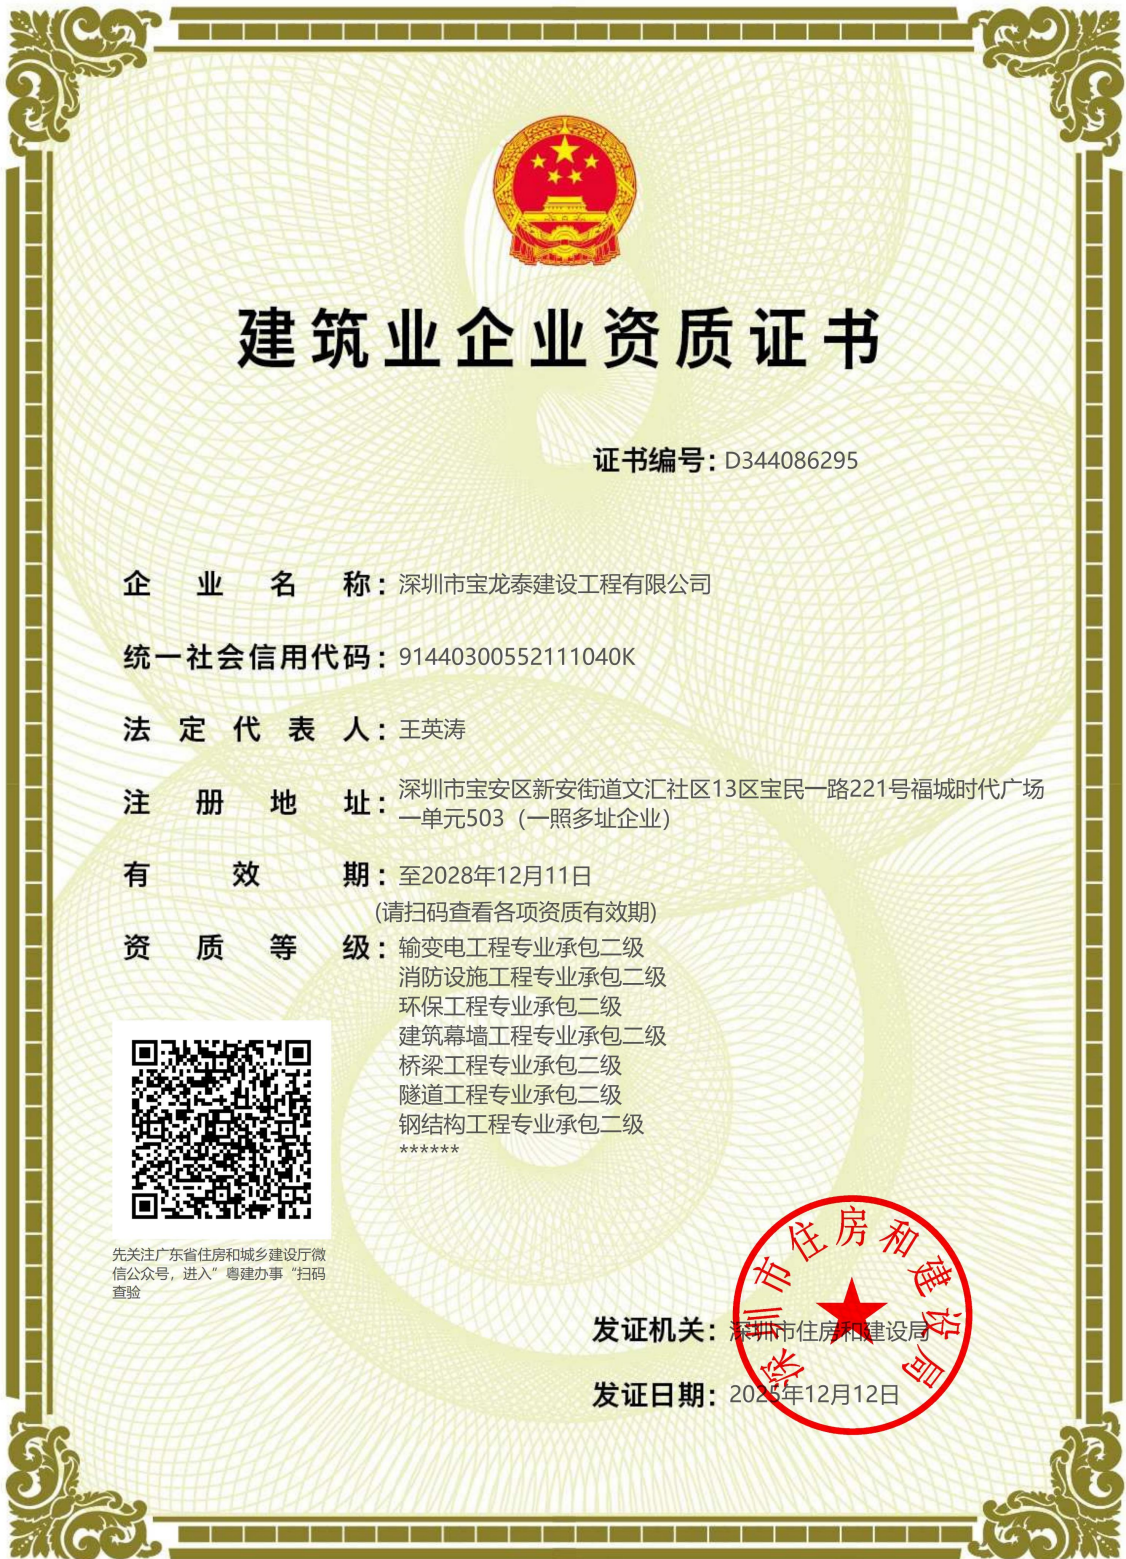 建筑业企业资质证书
证书编号：D344086295
企业名称：深圳市宝龙泰建设工程有限公司
统一社会信用代码：91440300552111040K
法定代表人：王英涛
注册地址：深圳市宝安区新安街道文汇社区13区宝民一路221号福城时代广场
一单元503（一照多址企业）
有效期：至2028年12月11日
(请扫码查看各项资质有效期)
资质等级：输变电工程专业承包二级
消防设施工程专业承包二级
环保工程专业承包二级
建筑幕墙工程专业承包二级
桥梁工程专业承包二级
隧道工程专业承包二级
钢结构工程专业承包二级
******
先关注广东省住房和城乡建设厅微
信公众号，进入”粤建办事“扫码
查验
深圳市住房和建设局
发证机关：深圳市住房和建设局
发证日期：2025年12月12日